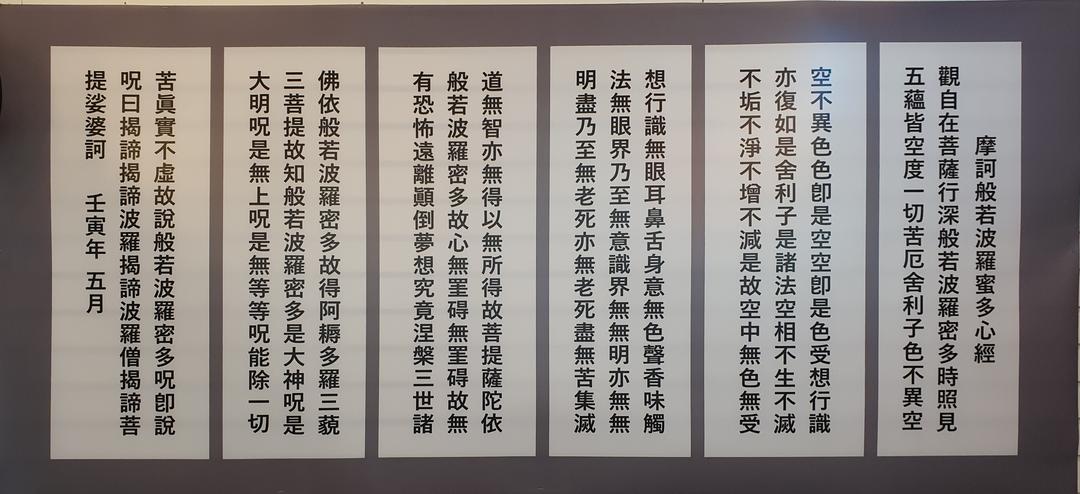 摩訶般若波羅蜜多心經
觀自在菩薩行深般若波羅密多時照見
五蘊皆空度一切苦厄舍利子色不異空
空不異色色卽是空空卽是色受想行識
亦復如是舍利子是諸法空相不生不滅
不垢不淨不增不減是故空中無色無受
想行識無眼耳鼻舌身意無色聲香味觸
法無眼界乃至無意識界無無明亦無無
明盡乃至無老死亦無老死盡無苦集滅
道無智亦無得以無所得故菩提薩陀依
般若波羅密多故心無罣碍無罣碍故無
有恐怖遠離顚倒夢想究竟涅槃三世諸
佛依般若波羅密多故得阿耨多羅三藐
三菩提故知般若波羅密多是大神呪是
大明呪是無上呪是無等等呪能除一切
苦眞實不虛故說般若波羅密多呪卽說
呪曰揭諦揭諦波羅揭諦波羅僧揭諦菩
提娑婆訶 壬寅年 五月